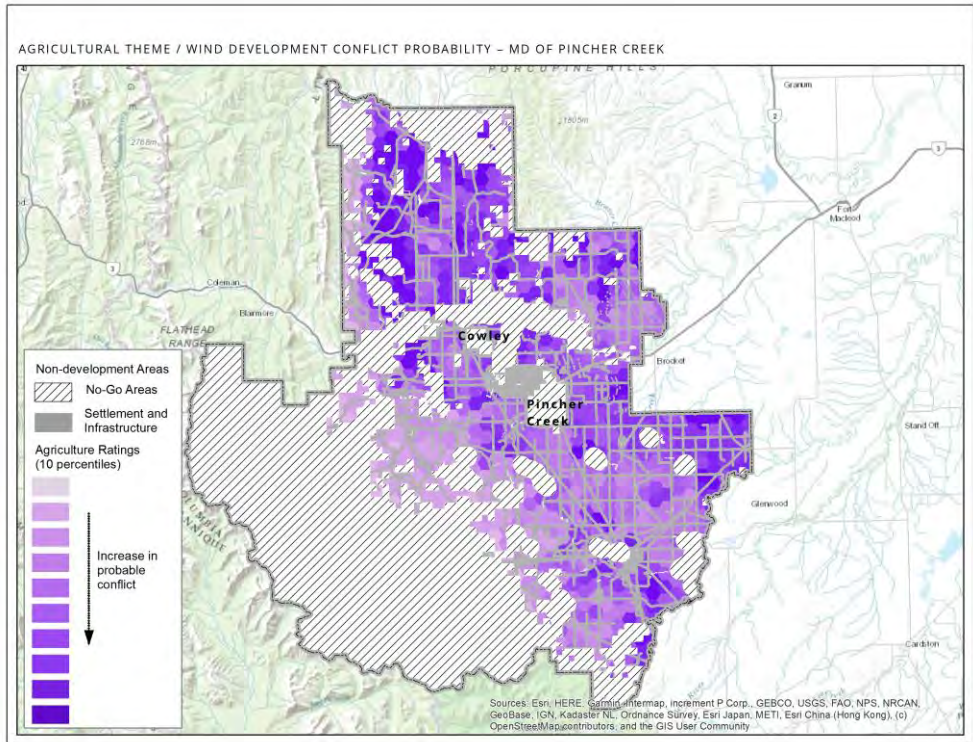 AGRICULTURAL THEME / WIND DEVELOPMENT CONFLICT PROBABILITY – MD OF PINCHER CREEK
PORCUPINE HILLS
Granum
1805m
2788m
2
3
Fort
Macleod
3
Coleman
Blairmore
FLATHEAD
RANGE
Cowley
Brocket
Pincher
Creek
Stand Off
Glenwood
Cardston
Non-development Areas
No-Go Areas
Settlement and
Infrastructure
Agriculture Ratings
(10 percentiles)
Increase in
probable
conflict
Sources: Esri, HERE, Garmin, Intermap, increment P Corp., GEBCO, USGS, FAO, NPS, NRCAN,
GeoBase, IGN, Kadaster NL, Ordnance Survey, Esri Japan, METI, Esri China (Hong Kong), (c)
OpenStreetMap contributors, and the GIS User Community